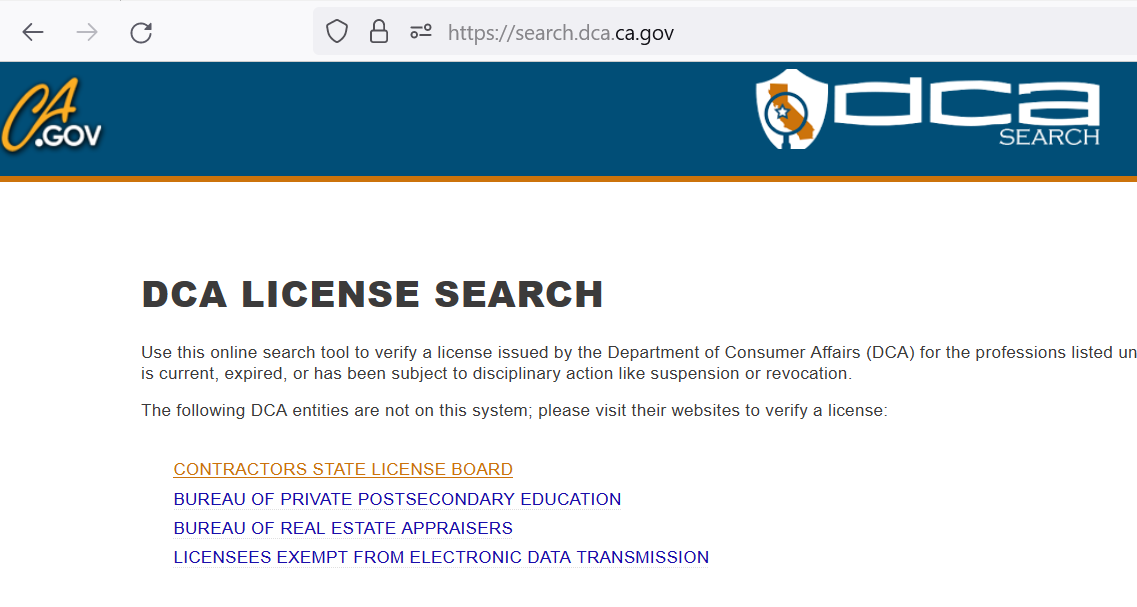 https://search.dca.ca.gov
CA
.GOV
dca
SEARCH
DCA LICENSE SEARCH
Use this online search tool to verify a license issued by the Department of Consumer Affairs (DCA) for the professions listed un
is current, expired, or has been subject to disciplinary action like suspension or revocation.
The following DCA entities are not on this system; please visit their websites to verify a license:
CONTRACTORS STATE LICENSE BOARD
BUREAU OF PRIVATE POSTSECONDARY EDUCATION
BUREAU OF REAL ESTATE APPRAISERS
LICENSEES EXEMPT FROM ELECTRONIC DATA TRANSMISSION